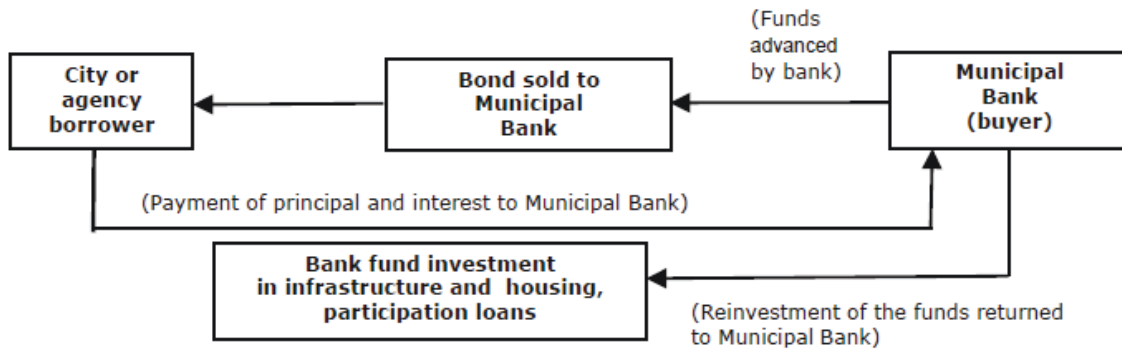 (Funds
advanced
by bank)
City or
agency
borrower
Bond sold to
Municipal
Bank
Municipal
Bank
(buyer)
(Payment of principal and interest to Municipal Bank)
Bank fund investment
in infrastructure and housing,
participation loans
(Reinvestment of the funds returned
to Municipal Bank)